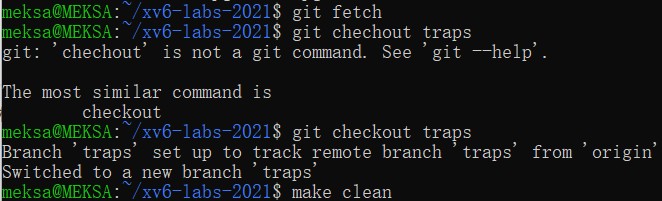 meksa@MEKSA:~/xv6-labs-2021$ git fetch
meksa@MEKSA:~/xv6-labs-2021$ git chechout traps
git: 'chechout' is not a git command. See 'git --help'.
The most similar command is
checkout
meksa@MEKSA:~/xv6-labs-2021$ git checkout traps
Branch 'traps' set up to track remote branch 'traps' from 'origin'
Switched to a new branch 'traps'
meksa@MEKSA:~/xv6-labs-2021$ make clean